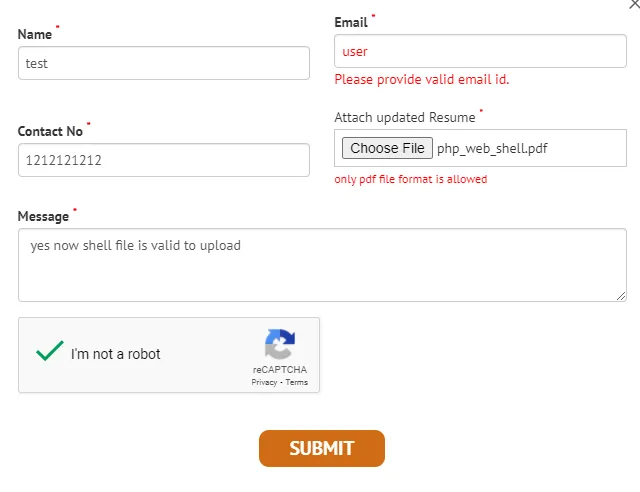 Name *
test
Email *
user
Please provide valid email id.
Contact No *
1212121212
Attach updated Resume *
Choose File php_web_shell.pdf
only pdf file format is allowed
Message *
yes now shell file is valid to upload
I'm not a robot
reCAPTCHA
Privacy - Terms
SUBMIT